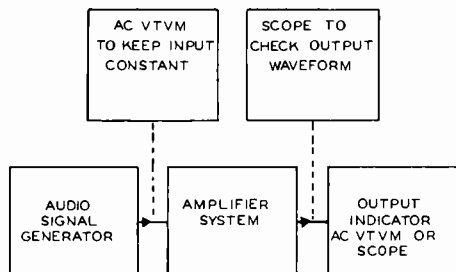 AC VTVM
TO KEEP INPUT
CONSTANT
SCOPE TO
CHECK OUTPUT
WAVEFORM
AUDIO
SIGNAL
GENERATOR
AMPLIFIER
SYSTEM
OUTPUT
INDICATOR
AC VTVM OR
SCOPE